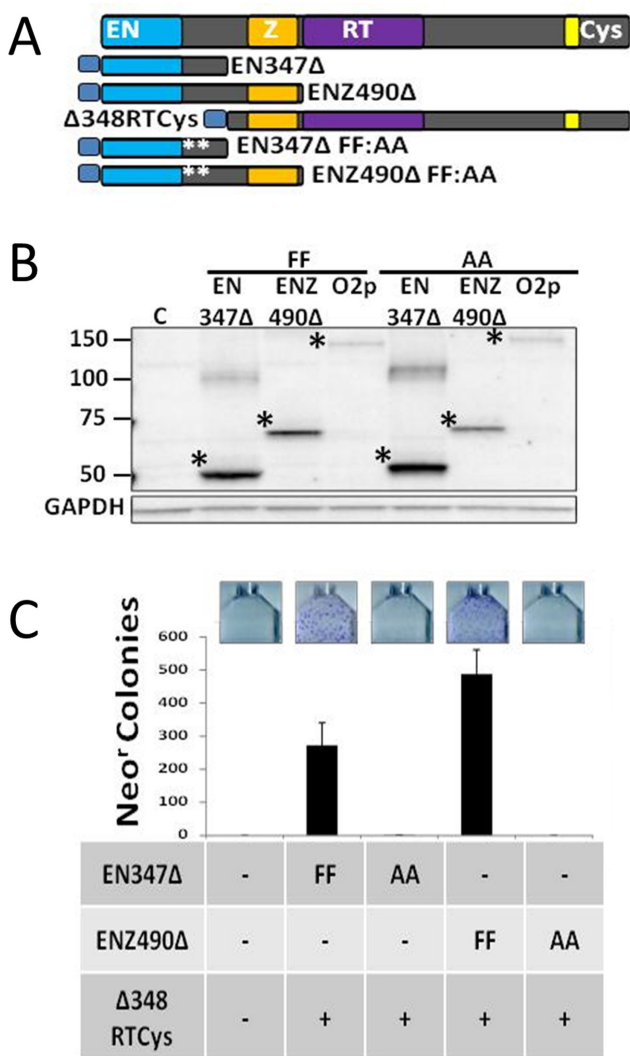 A
EN Z RT Cys
EN347Δ
ENZ490Δ
Δ348RTCys
** EN347Δ FF:AA
** ENZ490Δ FF:AA
B
FF AA
EN ENZ O2p EN ENZ O2p
C 347Δ 490Δ 347Δ 490Δ
150 * *
100
75 * *
50 * *
GAPDH
C
Neoʳ Colonies
600
500
400
300
200
100
0
EN347Δ - FF AA - -
ENZ490Δ - - - FF AA
Δ348 - + + + +
RTCys